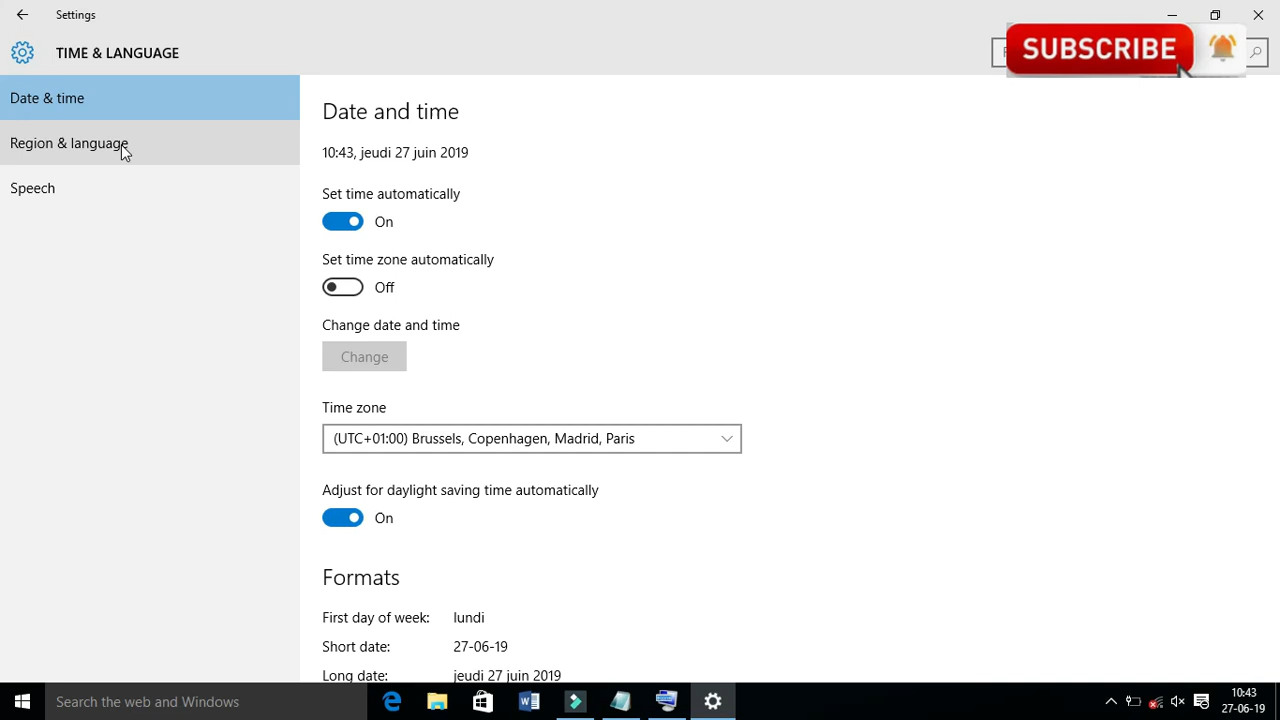 Settings
TIME & LANGUAGE
SUBSCRIBE
Date & time
Region & language
Speech
Date and time
10:43, jeudi 27 juin 2019
Set time automatically
On
Set time zone automatically
Off
Change date and time
Change
Time zone
(UTC+01:00) Brussels, Copenhagen, Madrid, Paris
Adjust for daylight saving time automatically
On
Formats
First day of week: lundi
Short date: 27-06-19
Long date: jeudi 27 juin 2019
Search the web and Windows
10:43
27-06-19